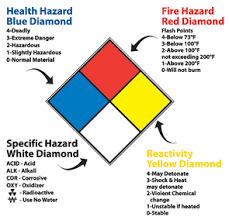 Health Hazard
Blue Diamond
4-Deadly
3-Extreme Danger
2-Hazardous
1-Slightly Hazardous
0-Normal Material
Fire Hazard
Red Diamond
Flash Points
4-Below 73°F
3-Below 100°F
2-Above 100°F
not exceeding 200°F
1-Above 200°F
0-Will not burn
Specific Hazard
White Diamond
ACID - Acid
ALK - Alkali
COR - Corrosive
OXY - Oxidizer
- Radioactive
- Use No Water
Reactivity
Yellow Diamond
4-May Detonate
3-Shock & Heat
may detonate
2-Violent Chemical
change
1-Unstable if heated
0-Stable